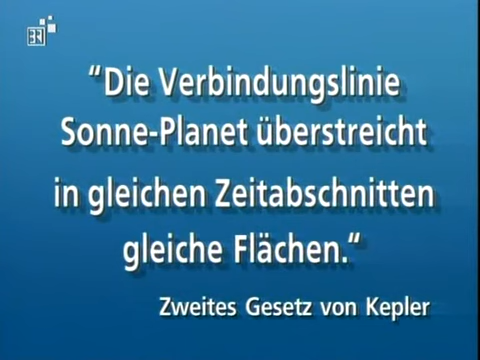 “Die Verbindungslinie
Sonne-Planet überstreicht
in gleichen Zeitabschnitten
gleiche Flächen.“
Zweites Gesetz von Kepler